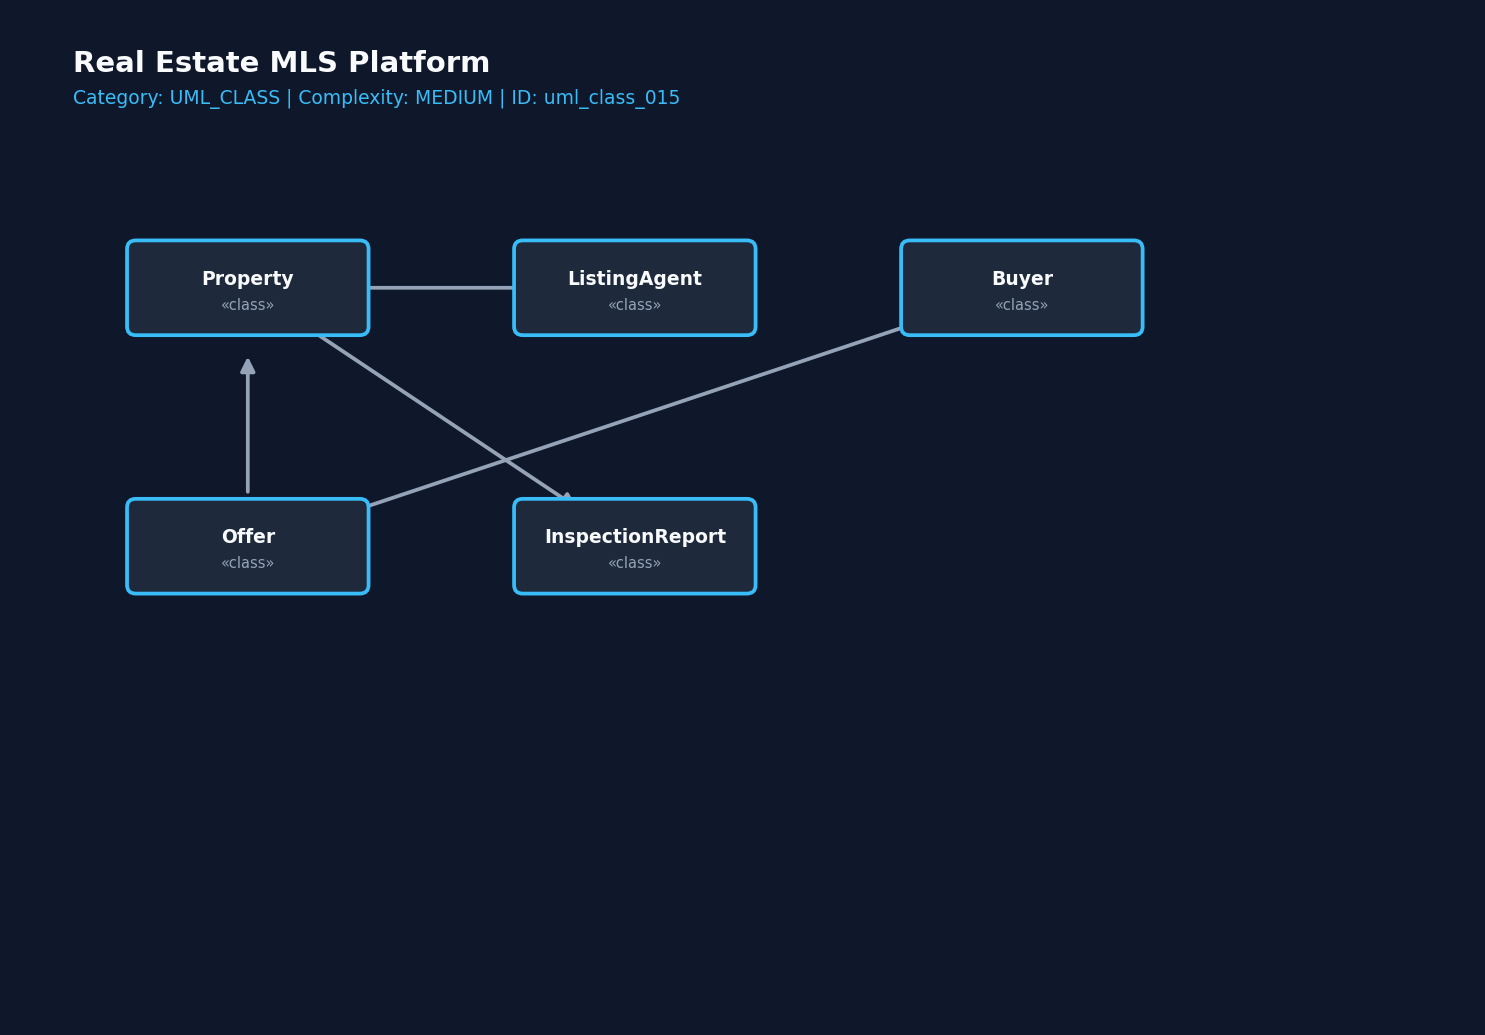 Real Estate MLS Platform
Category: UML_CLASS | Complexity: MEDIUM | ID: uml_class_015
Property
«class»
ListingAgent
«class»
Buyer
«class»
Offer
«class»
InspectionReport
«class»